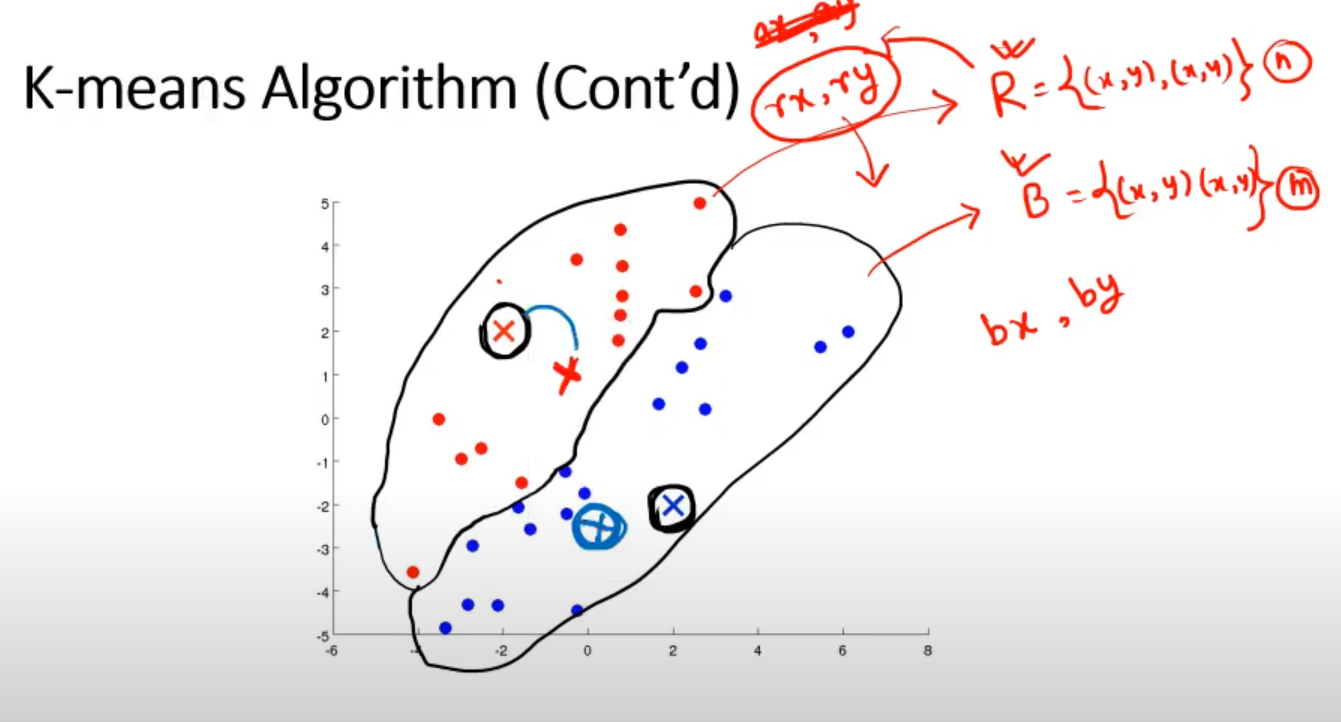 K-means Algorithm (Cont'd)
rx, ry
R = {(x,y), (x,y)} n
B = {(x,y) (x,y)} m
bx, by
5
4
3
2
1
0
-1
-2
-3
-4
-5
-6 -4 -2 0 2 4 6 8